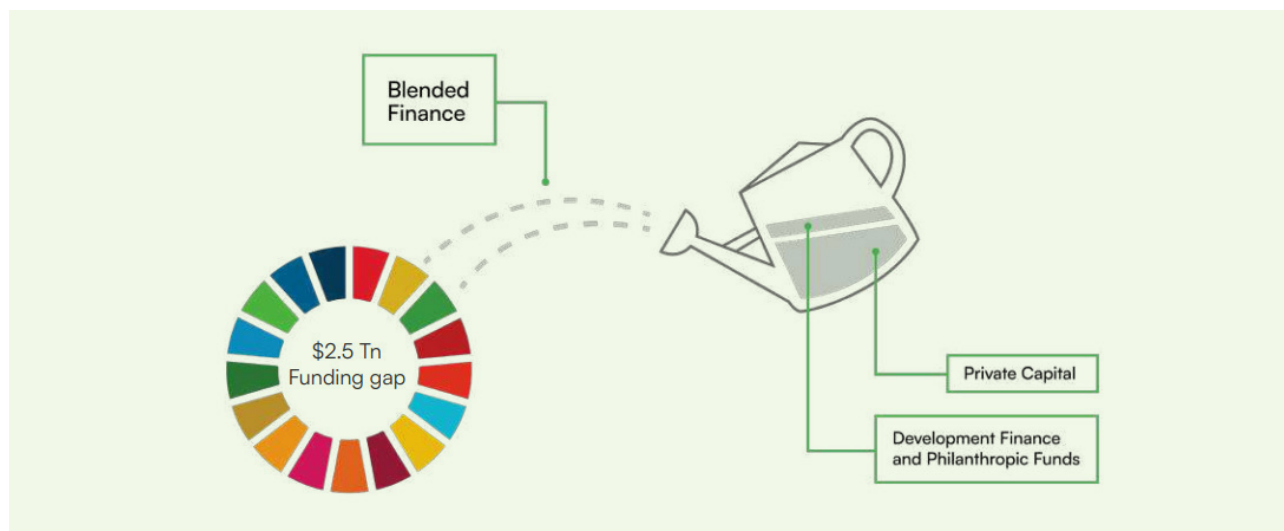 Blended
Finance
$2.5 Tn
Funding gap
Private Capital
Development Finance
and Philanthropic Funds